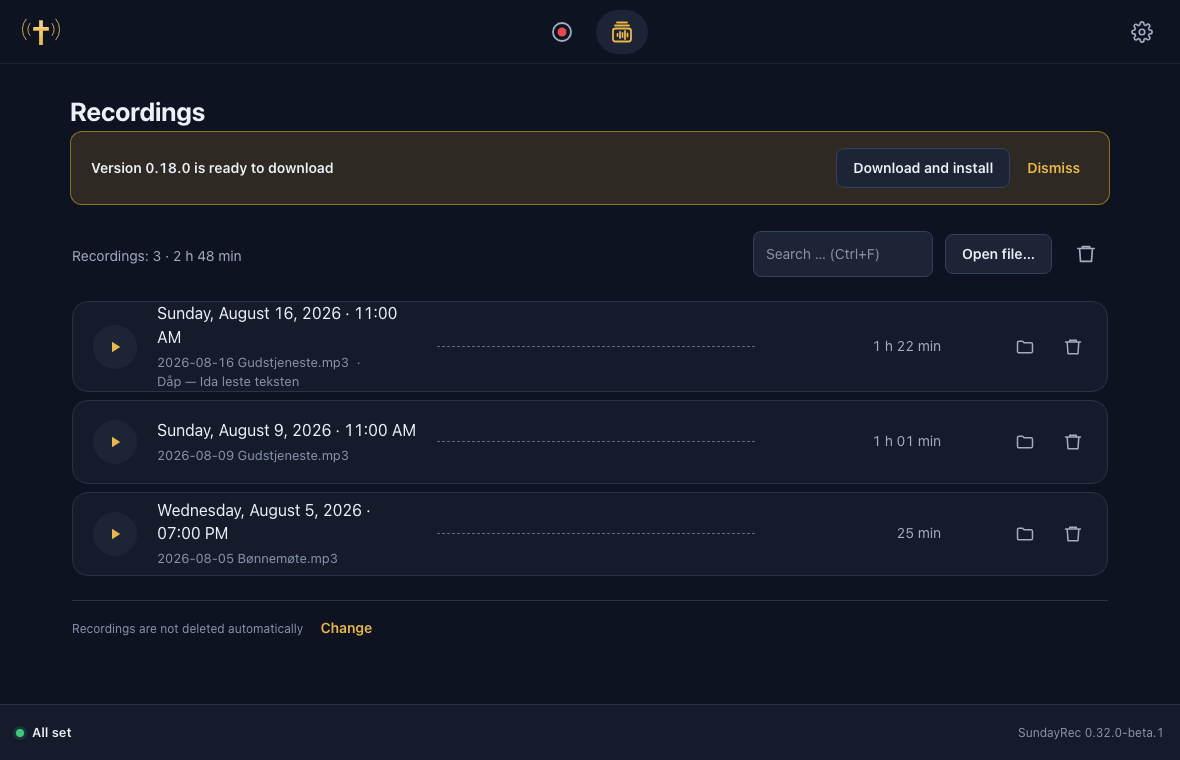 Recordings
Version 0.18.0 is ready to download
Download and install
Dismiss
Recordings: 3 · 2 h 48 min
Search … (Ctrl+F)
Open file…
Sunday, August 16, 2026 · 11:00
AM
2026-08-16 Gudstjeneste.mp3 ·
Dåp — Ida leste teksten
1 h 22 min
Sunday, August 9, 2026 · 11:00 AM
2026-08-09 Gudstjeneste.mp3
1 h 01 min
Wednesday, August 5, 2026 ·
07:00 PM
2026-08-05 Bønnemøte.mp3
25 min
Recordings are not deleted automatically
Change
All set
SundayRec 0.32.0-beta.1